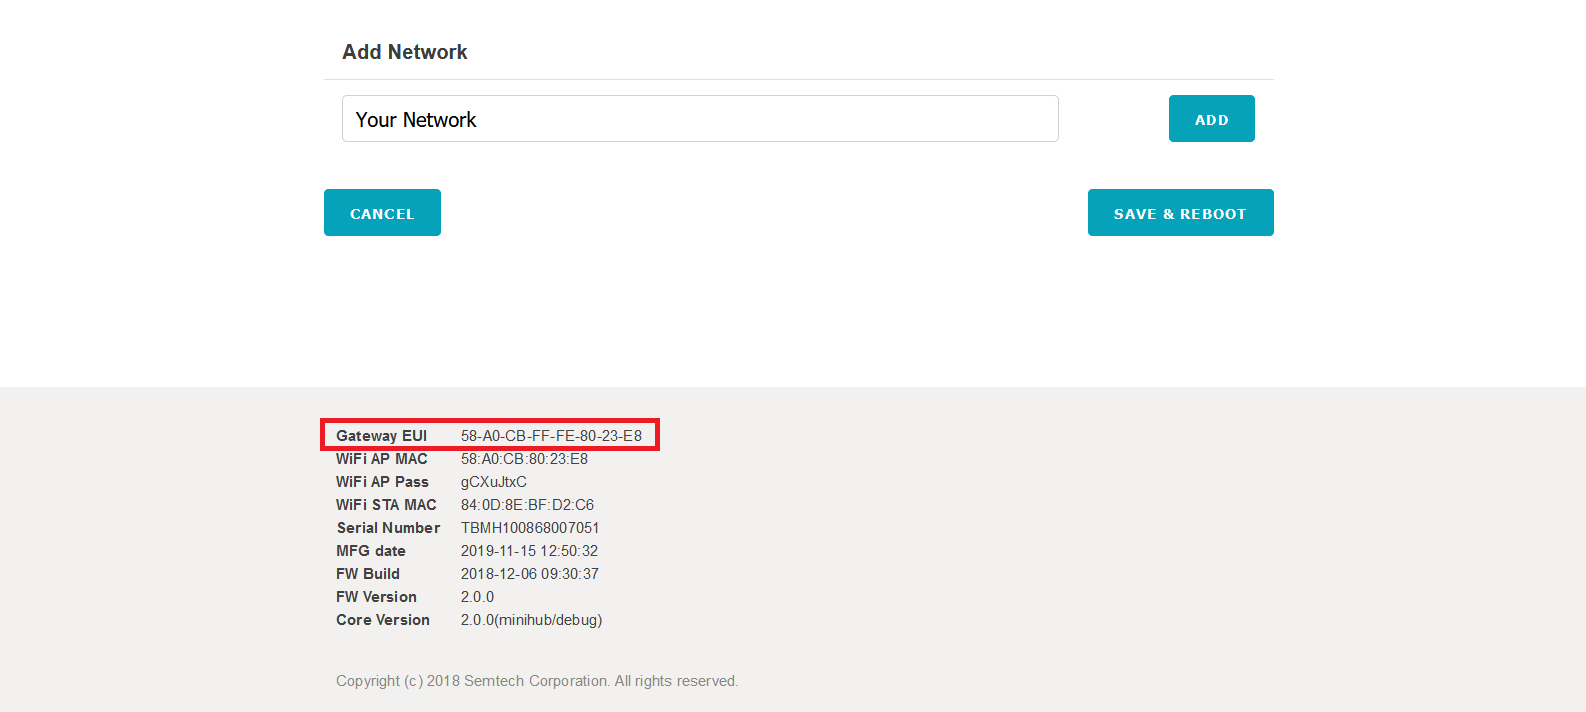 Add Network
Your Network
ADD
CANCEL
SAVE & REBOOT
Gateway EUI 58-A0-CB-FF-FE-80-23-E8
WiFi AP MAC 58:A0:CB:80:23:E8
WiFi AP Pass gCXuJtxC
WiFi STA MAC 84:0D:8E:BF:D2:C6
Serial Number TBMH100868007051
MFG date 2019-11-15 12:50:32
FW Build 2018-12-06 09:30:37
FW Version 2.0.0
Core Version 2.0.0(minihub/debug)
Copyright (c) 2018 Semtech Corporation. All rights reserved.